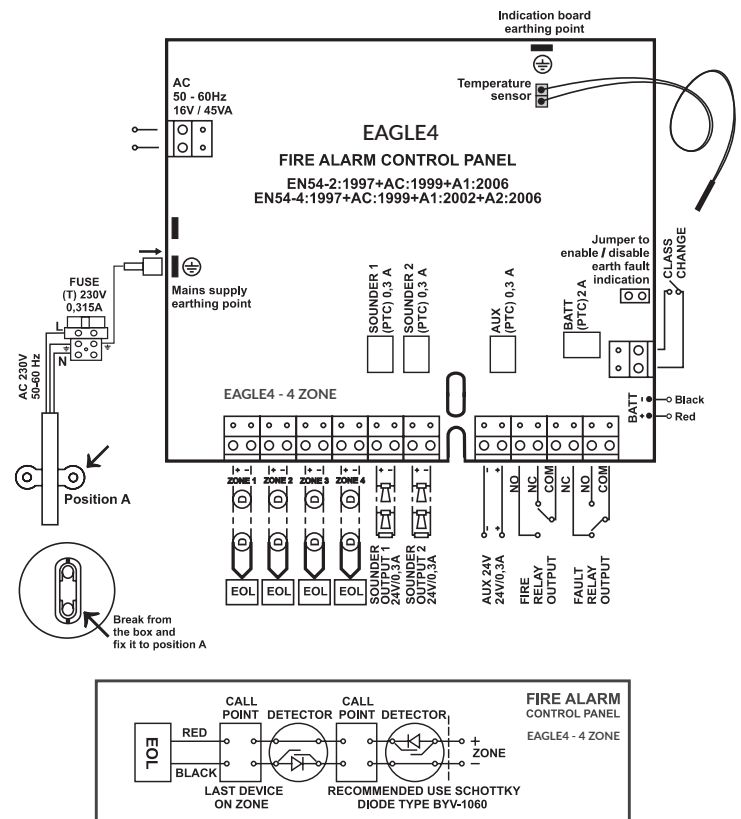 Indication board
earthing point
AC
50 - 60Hz
16V / 45VA
Temperature
sensor
EAGLE4
FIRE ALARM CONTROL PANEL
EN54-2:1997+AC:1999+A1:2006
EN54-4:1997+AC:1999+A1:2002+A2:2006
Jumper to
enable / disable
earth fault
indication
CLASS
CHANGE
Mains supply
earthing point
FUSE
(T) 230V
0,315A
L
N
AC 230V
50-60 Hz
SOUNDER 1
(PTC) 0,3 A
SOUNDER 2
(PTC) 0,3 A
AUX
(PTC) 0,3 A
BATT
(PTC) 2 A
EAGLE4 - 4 ZONE
BATT
- Black
+ Red
Position A
+ - + - + - + - + - + -
ZONE 1 ZONE 2 ZONE 3 ZONE 4
D D D D
D D D D
EOL EOL EOL EOL
SOUNDER
OUTPUT 1
24V/0,3A
SOUNDER
OUTPUT 2
24V/0,3A
- +
- +
AUX 24V
24V/0,3A
NO NC COM
FIRE
RELAY
OUTPUT
NC NO COM
FAULT
RELAY
OUTPUT
Break from
the box and
fix it to position A
FIRE ALARM
CONTROL PANEL
EAGLE4 - 4 ZONE
CALL
POINT
DETECTOR
CALL
POINT
DETECTOR
EOL
RED
BLACK
+
ZONE
-
LAST DEVICE
ON ZONE
RECOMMENDED USE SCHOTTKY
DIODE TYPE BYV-1060